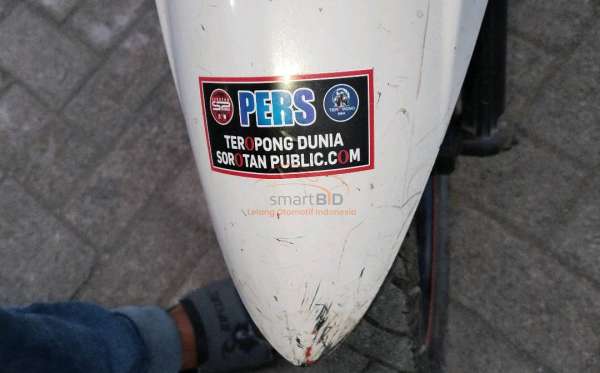 PERS
TEROPONG DUNIA
SOROTAN PUBLIC.COM
smartBID
Lelang Otomotif Indonesia